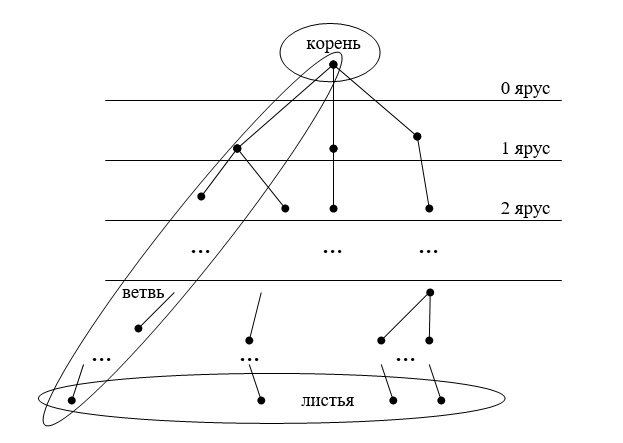 корень
0 ярус
1 ярус
2 ярус
... ... ...
ветвь
... ... ...
листья